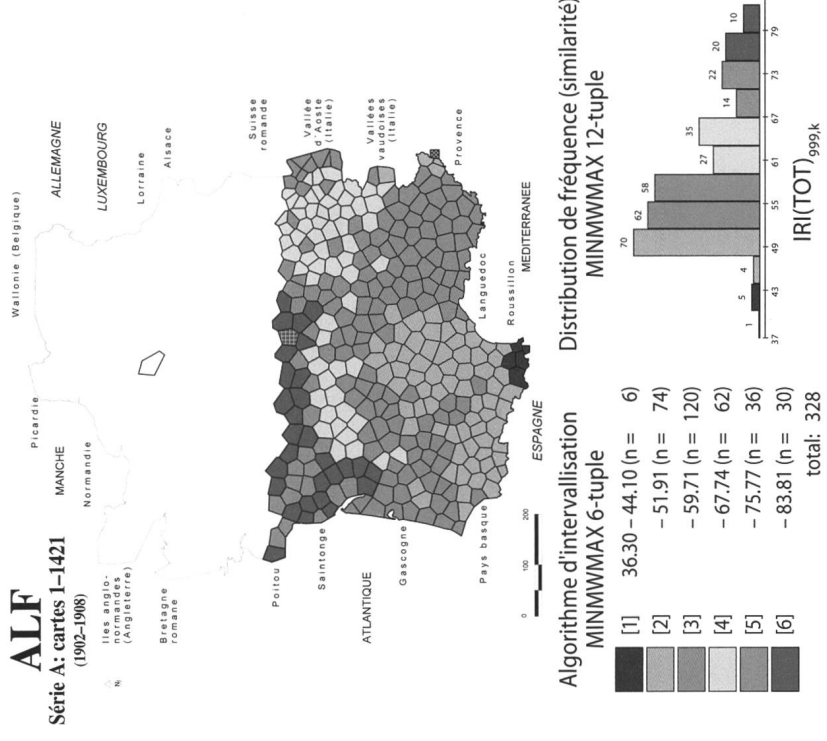 ALF
Série A: cartes 1–1421
(1902–1908)
Wallonie (Belgique)
Picardie
MANCHE
ALLEMAGNE
Normandie
LUXEMBOURG
Iles anglo-
normandes
(Angleterre)
Lorraine
Alsace
Bretagne
romane
Suisse
romande
Poitou
Vallée
d'Aoste
(Italie)
Saintonge
Vallées
vaudoises
(Italie)
ATLANTIQUE
Gascogne
Provence
Languedoc
Pays basque
Roussillon
MEDITERRANEE
ESPAGNE
0 100 200
Algorithme d'intervallisation
MINMWMAX 6-tuple
[1] 36.30 – 44.10 (n = 6)
[2] – 51.91 (n = 74)
[3] – 59.71 (n = 120)
[4] – 67.74 (n = 62)
[5] – 75.77 (n = 36)
[6] – 83.81 (n = 30)
total: 328
Distribution de fréquence (similarité)
MINMWMAX 12-tuple
1 5 4 70 62 58 27 35 14 22 20 10
37 43 49 55 61 67 73 79
IRI(TOT)999,k